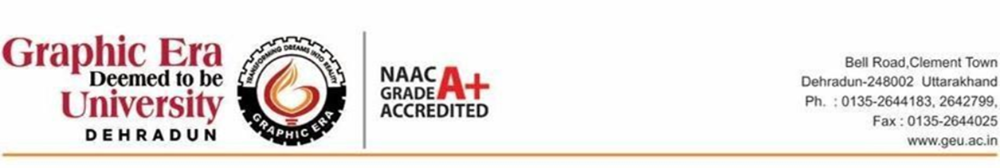 Graphic Era
Deemed to be
University
DEHRADUN
TRANSFORMING DREAMS INTO REALITY
GRAPHIC ERA
NAAC
GRADE A+
ACCREDITED
Bell Road,Clement Town
Dehradun-248002 Uttarakhand
Ph. : 0135-2644183, 2642799,
Fax : 0135-2644025
www.geu.ac.in